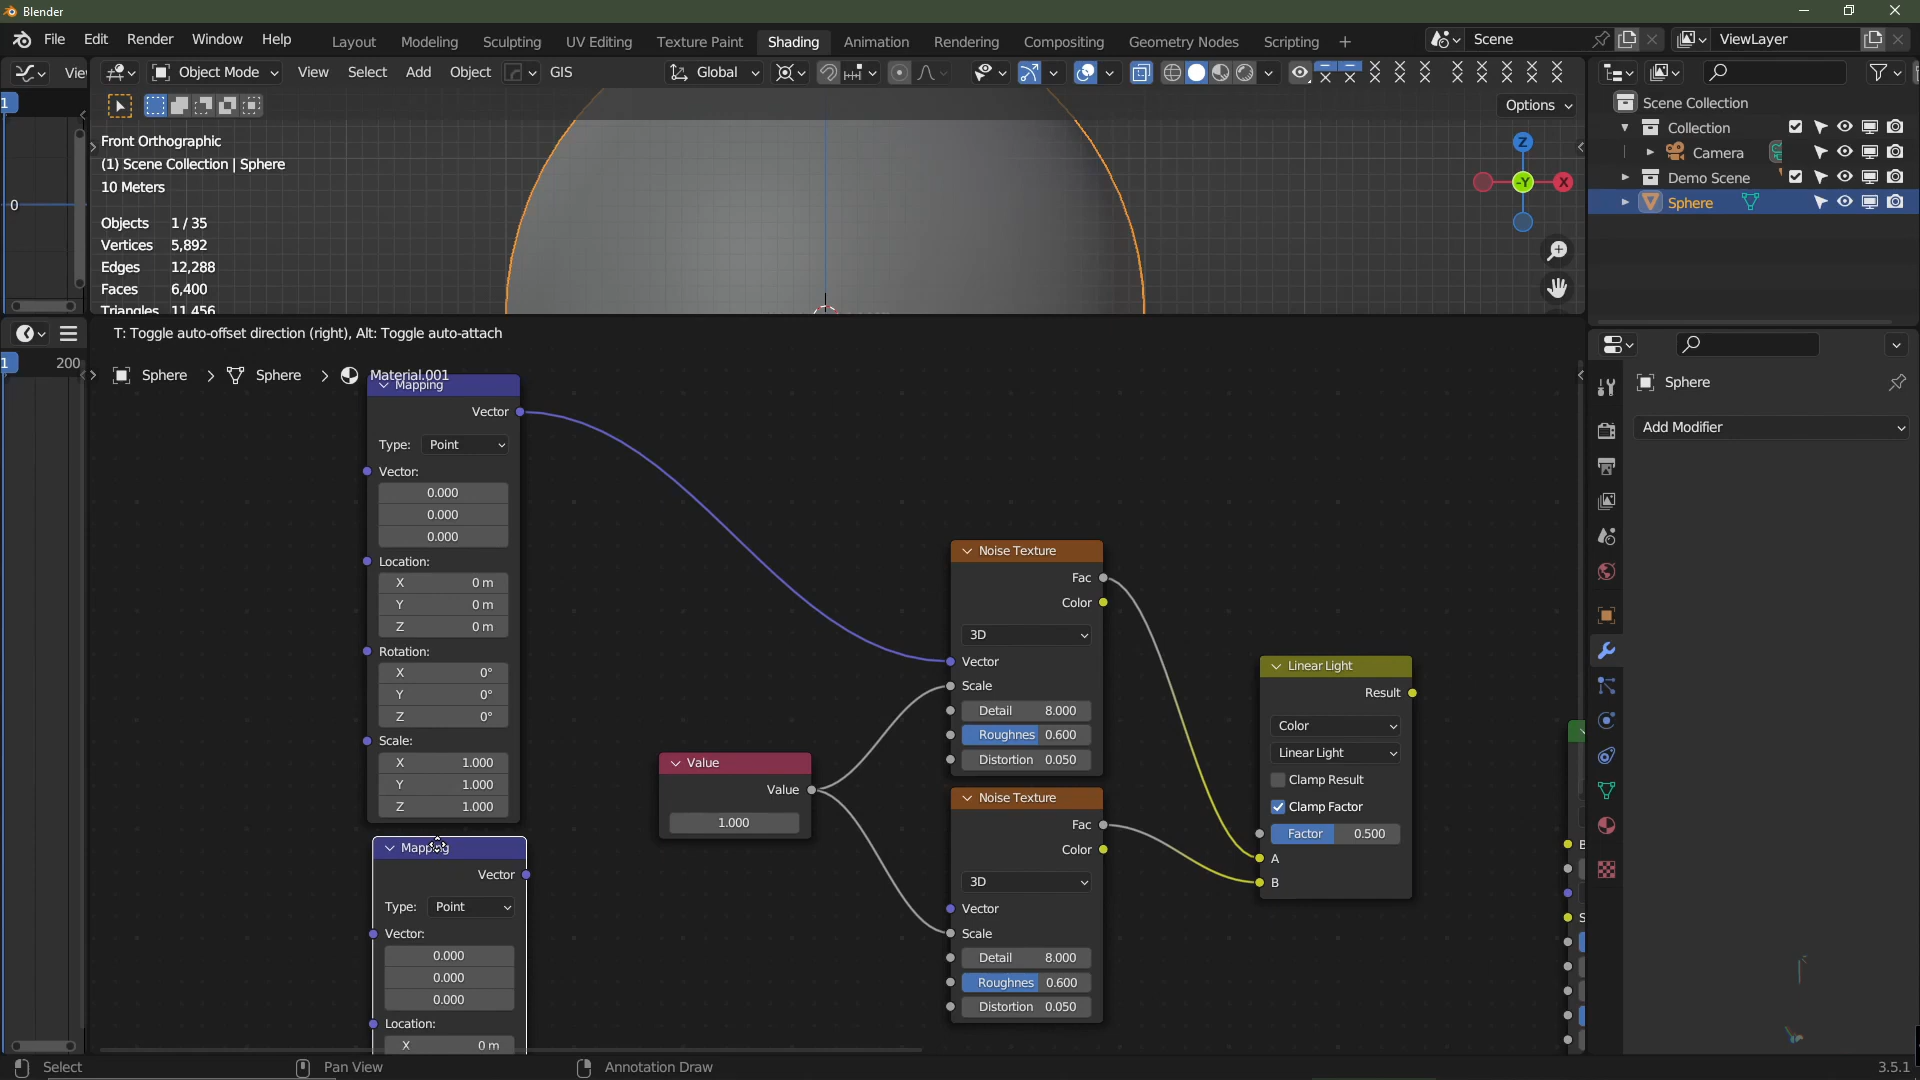 Blender
File Edit Render Window Help
Layout Modeling Sculpting UV Editing Texture Paint Shading Animation Rendering Compositing Geometry Nodes Scripting +
Scene
ViewLayer
Object Mode View Select Add Object GIS
Global
Options
Front Orthographic
(1) Scene Collection | Sphere
10 Meters
Objects 1 / 35
Vertices 5,892
Edges 12,288
Faces 6,400
Triangles 11,456
Z
-Y
X
Scene Collection
Collection
Camera
Demo Scene
Sphere
1
0
1 200
T: Toggle auto-offset direction (right), Alt: Toggle auto-attach
Sphere > Sphere > Material.001
Mapping
Vector
Type: Point
Vector:
0.000
0.000
0.000
Location:
X 0 m
Y 0 m
Z 0 m
Rotation:
X 0°
Y 0°
Z 0°
Scale:
X 1.000
Y 1.000
Z 1.000
Mapping
Vector
Type: Point
Vector:
0.000
0.000
0.000
Location:
X 0 m
Value
Value
1.000
Noise Texture
Fac
Color
3D
Vector
Scale
Detail 8.000
Roughnes 0.600
Distortion 0.050
Noise Texture
Fac
Color
3D
Vector
Scale
Detail 8.000
Roughnes 0.600
Distortion 0.050
Linear Light
Result
Color
Linear Light
Clamp Result
Clamp Factor
Factor 0.500
A
B
Sphere
Add Modifier
Select
Pan View
Annotation Draw
3.5.1